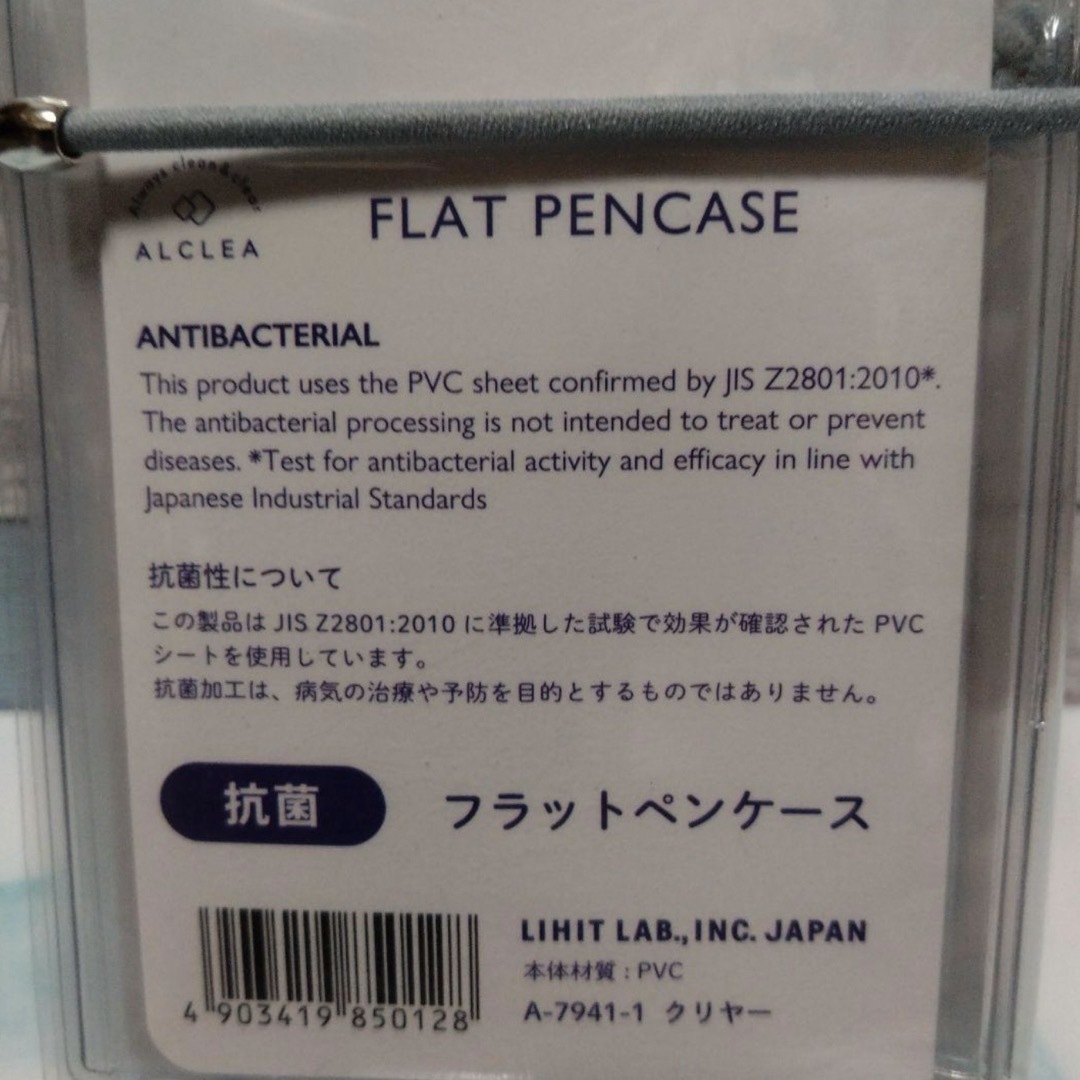 Always clean & clear
ALCLEA
FLAT PENCASE
ANTIBACTERIAL
This product uses the PVC sheet confirmed by JIS Z2801:2010*.
The antibacterial processing is not intended to treat or prevent
diseases. *Test for antibacterial activity and efficacy in line with
Japanese Industrial Standards
抗菌性について
この製品は JIS Z2801:2010 に準拠した試験で効果が確認された PVC
シートを使用しています。
抗菌加工は、病気の治療や予防を目的とするものではありません。
抗菌
フラットペンケース
LIHIT LAB., INC. JAPAN
本体材質：PVC
A-7941-1 クリヤー
4 903419 850128